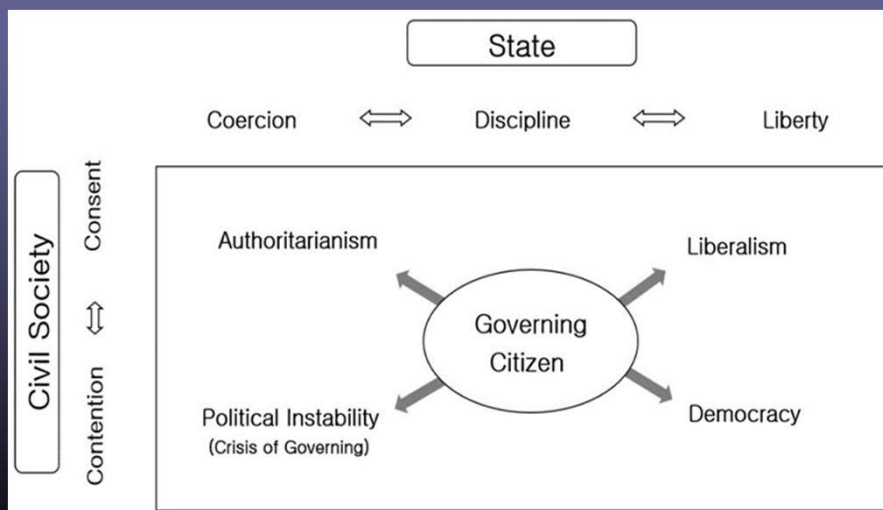 State
Coercion Discipline Liberty
Civil Society
Consent
Contention
Authoritarianism
Liberalism
Governing
Citizen
Political Instability
(Crisis of Governing)
Democracy